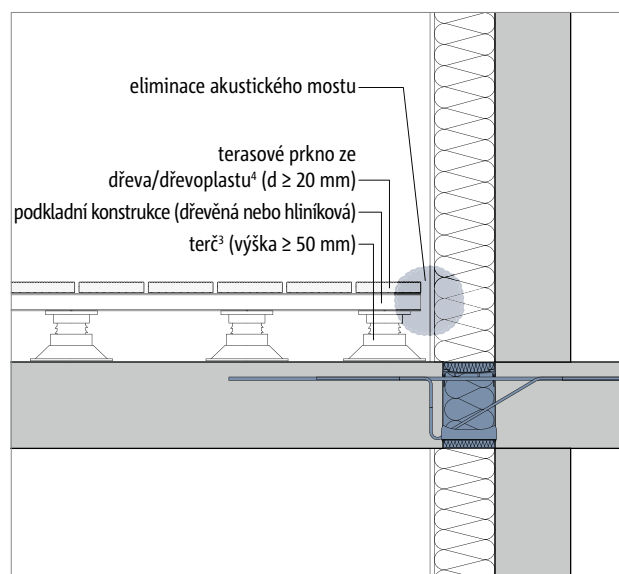 eliminace akustického mostu
terasové prkno ze
dřeva/dřevoplastu⁴ (d ≥ 20 mm)
podkladní konstrukce (dřevěná nebo hliníková)
terč³ (výška ≥ 50 mm)